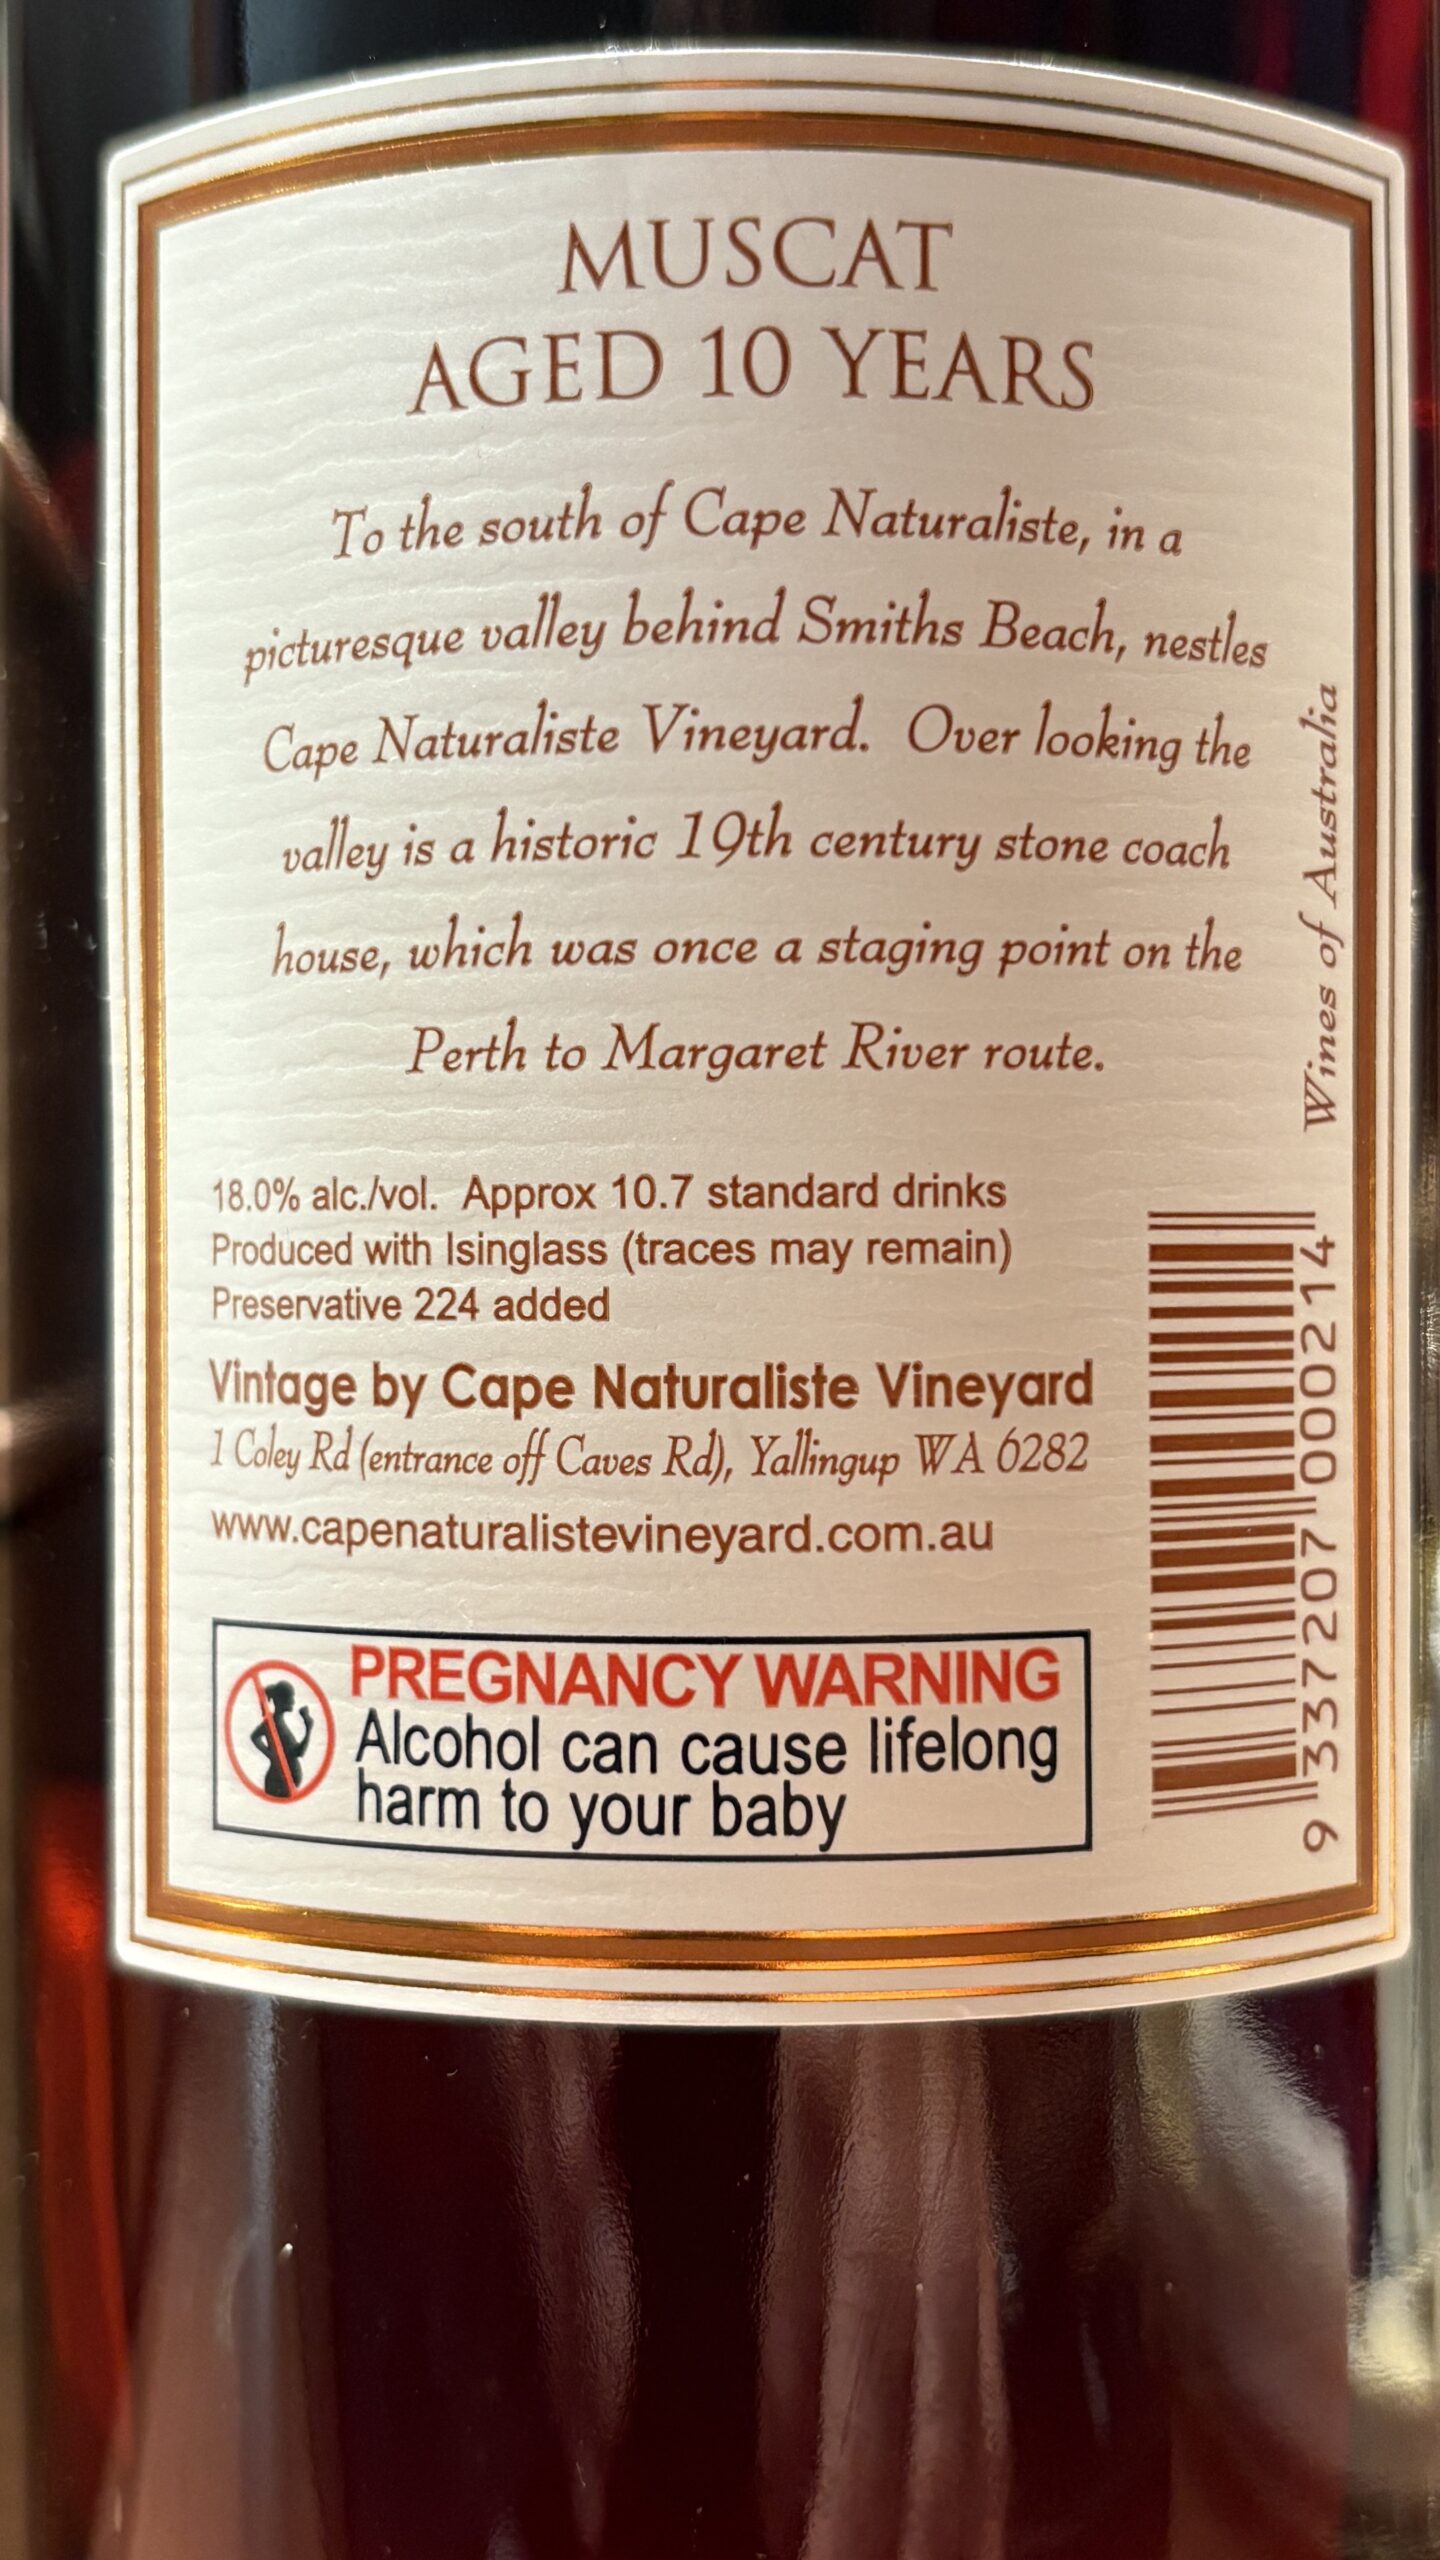 MUSCAT
AGED 10 YEARS
To the south of Cape Naturaliste, in a
picturesque valley behind Smiths Beach, nestles
Cape Naturaliste Vineyard. Over looking the
valley is a historic 19th century stone coach
house, which was once a staging point on the
Perth to Margaret River route.
Wines of Australia
18.0% alc./vol. Approx 10.7 standard drinks
Produced with Isinglass (traces may remain)
Preservative 224 added
Vintage by Cape Naturaliste Vineyard
1 Coley Rd (entrance off Caves Rd), Yallingup WA 6282
www.capenaturalistevineyard.com.au
PREGNANCY WARNING
Alcohol can cause lifelong
harm to your baby
9 337207 000214